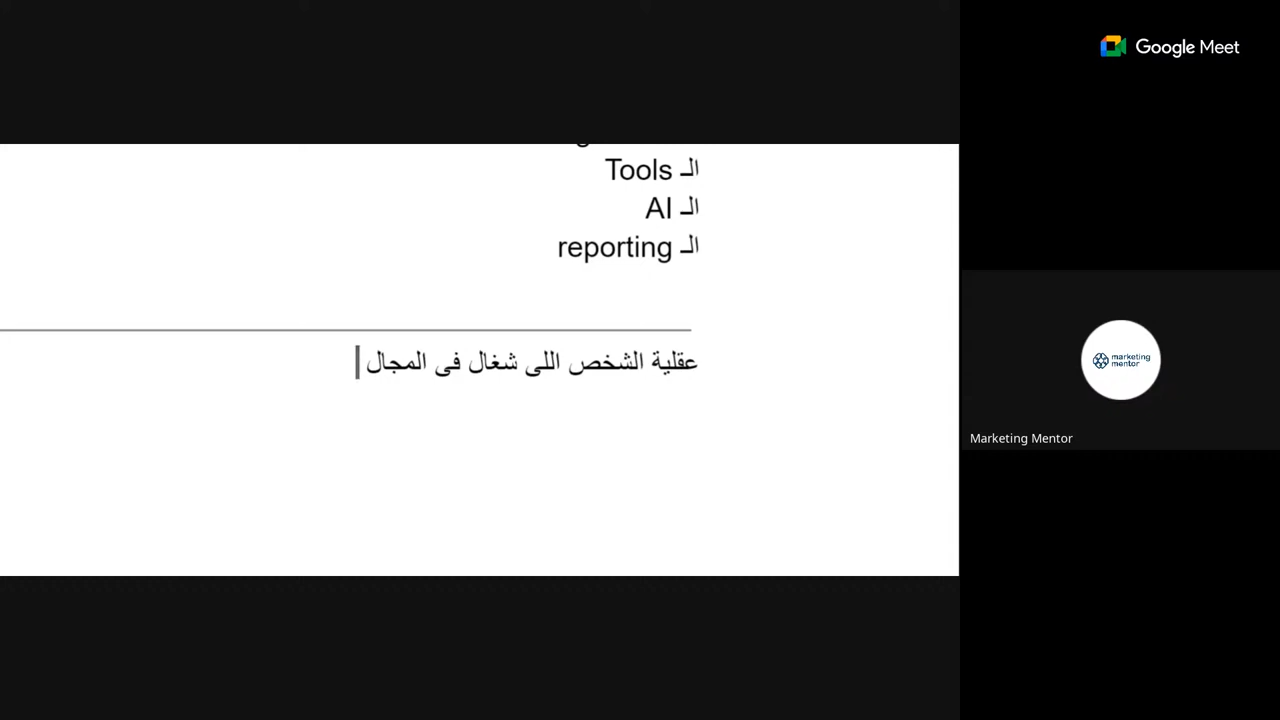 Google Meet
الـ Tools
الـ AI
الـ reporting
عقلية الشخص اللى شغال فى المجال
marketing
mentor
Marketing Mentor